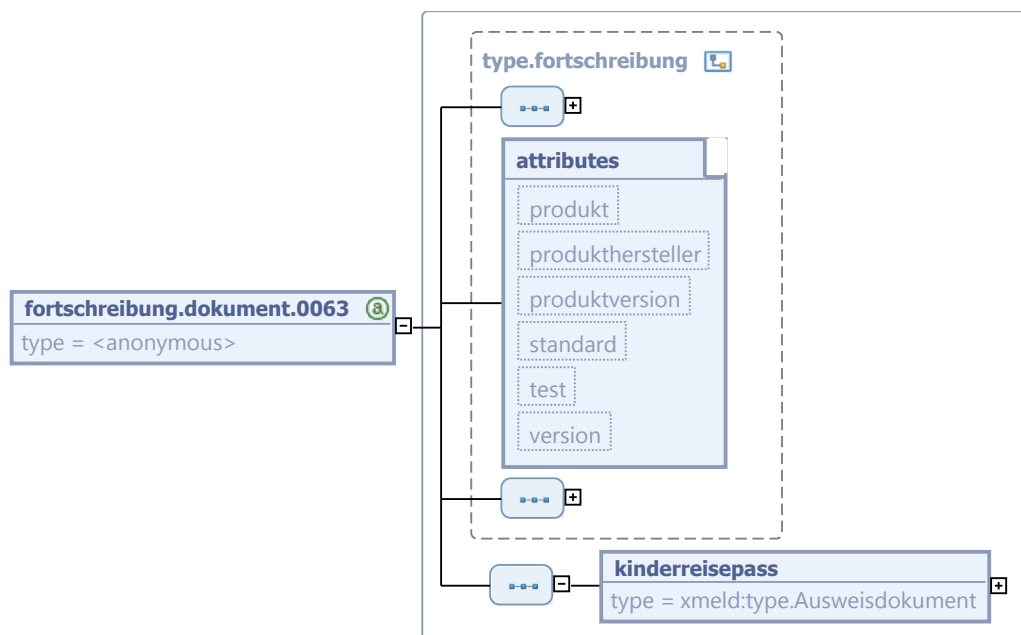 type.fortschreibung
attributes
produkt
produkthersteller
produktversion
standard
test
version
fortschreibung.dokument.0063
type = <anonymous>
kinderreisepass
type = xmeld:type.Ausweisdokument